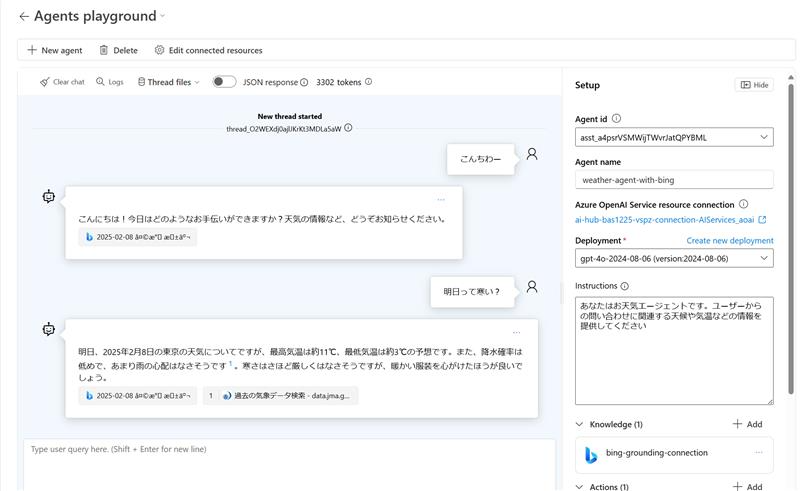 Agents playground
New agent
Delete
Edit connected resources
Clear chat
Logs
Thread files
JSON response
3302 tokens
New thread started
thread_O2WEXdj0ajUKrKt3MDLa5aW
こんちわー
こんにちは！今日はどのようなお手伝いができますか？天気の情報など、どうぞお知らせください。
明日って寒い？
明日、2025年2月8日の東京の天気についてですが、最高気温は約11℃、最低気温は約3℃の予想です。また、降水確率は
低めで、あまり雨の心配はなさそうです 1 。寒さはさほど厳しくはなさそうですが、暖かい服装を心がけたほうが良いで
しょう。
1 過去の気象データ検索 - data.jma.g...
Type user query here. (Shift + Enter for new line)
Setup
Hide
Agent id
asst_a4psrVSMWijTWvrJatQPYBML
Agent name
weather-agent-with-bing
Azure OpenAI Service resource connection
ai-hub-bas1225-vspz-connection-AIServices_aoai
Deployment*
Create new deployment
gpt-4o-2024-08-06 (version:2024-08-06)
Instructions
あなたはお天気エージェントです。ユーザーから
の問い合わせに関連する天候や気温などの情報を
提供してください
Knowledge (1)
Add
bing-grounding-connection
Actions (1)
Add